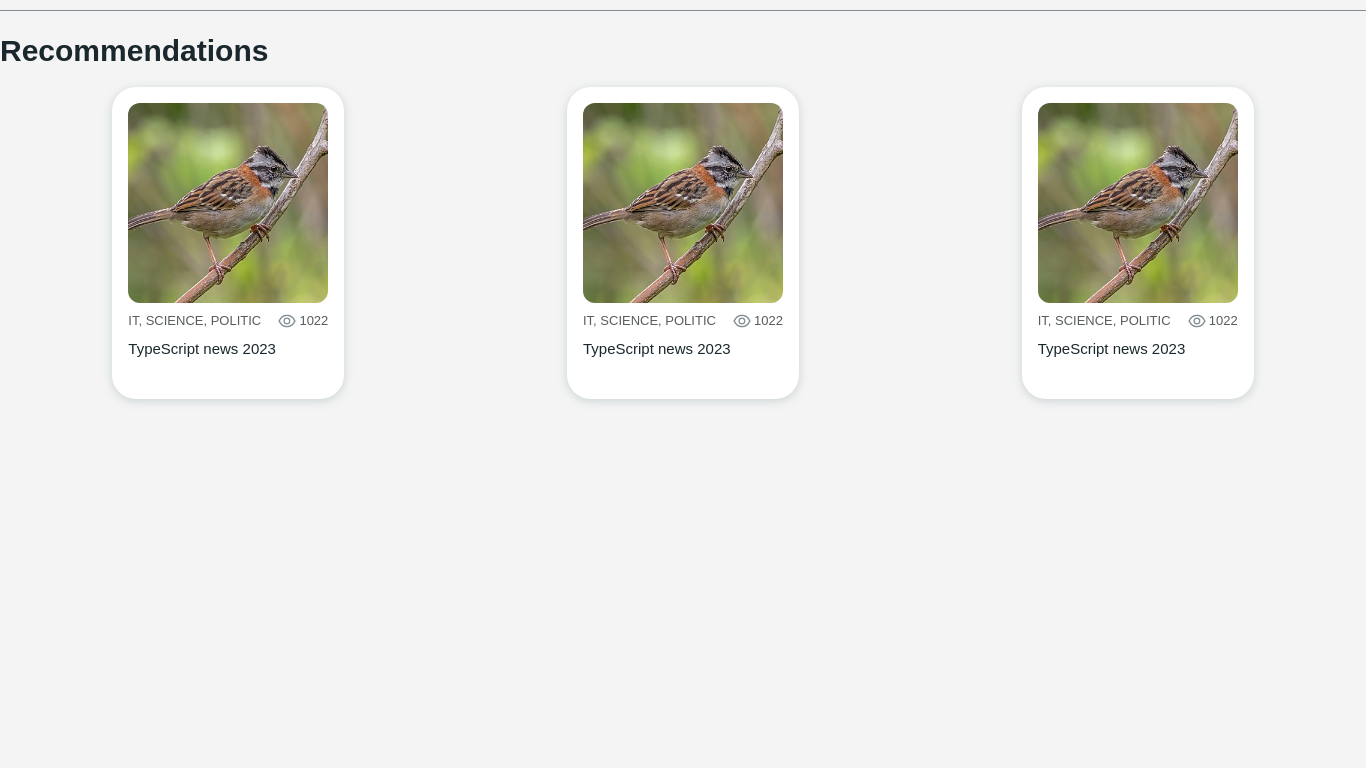 Recommendations
IT, SCIENCE, POLITIC 1022
TypeScript news 2023
IT, SCIENCE, POLITIC 1022
TypeScript news 2023
IT, SCIENCE, POLITIC 1022
TypeScript news 2023